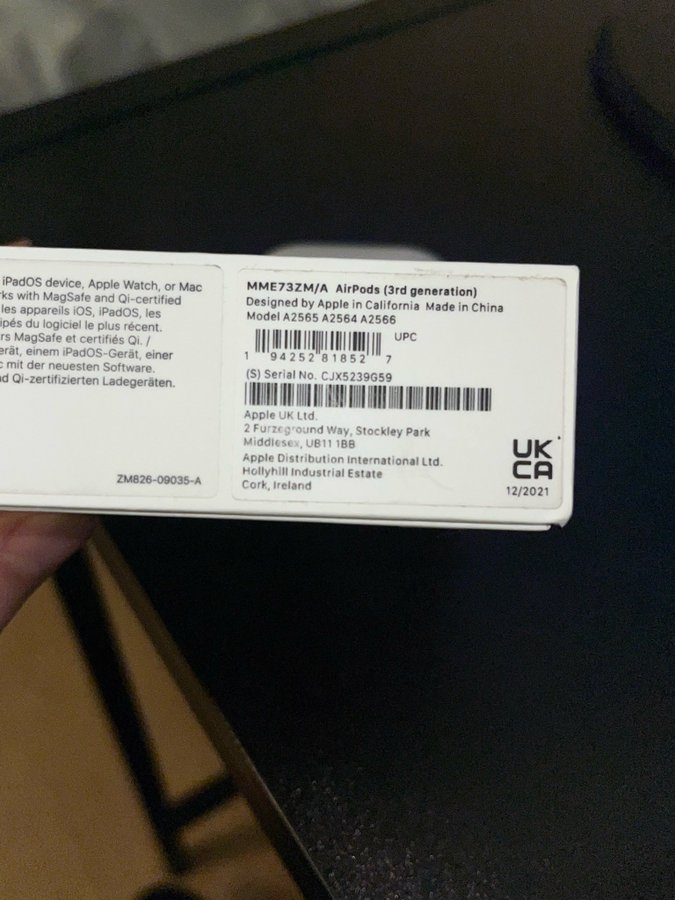 iPadOS device, Apple Watch, or Mac
rks with MagSafe and Qi-certified
les appareils iOS, iPadOS, les
ipés du logiciel le plus récent.
rs MagSafe et certifiés Qi. /
erät, einem iPadOS-Gerät, einer
c mit der neuesten Software.
nd Qi-zertifizierten Ladegeräten.
ZM826-09035-A
MME73ZM/A AirPods (3rd generation)
Designed by Apple in California Made in China
Model A2565 A2564 A2566
UPC
1 94252 81852 7
(S) Serial No. CJX5239G59
Apple UK Ltd.
2 Furzeground Way, Stockley Park
Middlesex, UB11 1BB
Apple Distribution International Ltd.
Hollyhill Industrial Estate
Cork, Ireland
UK
CA
12/2021